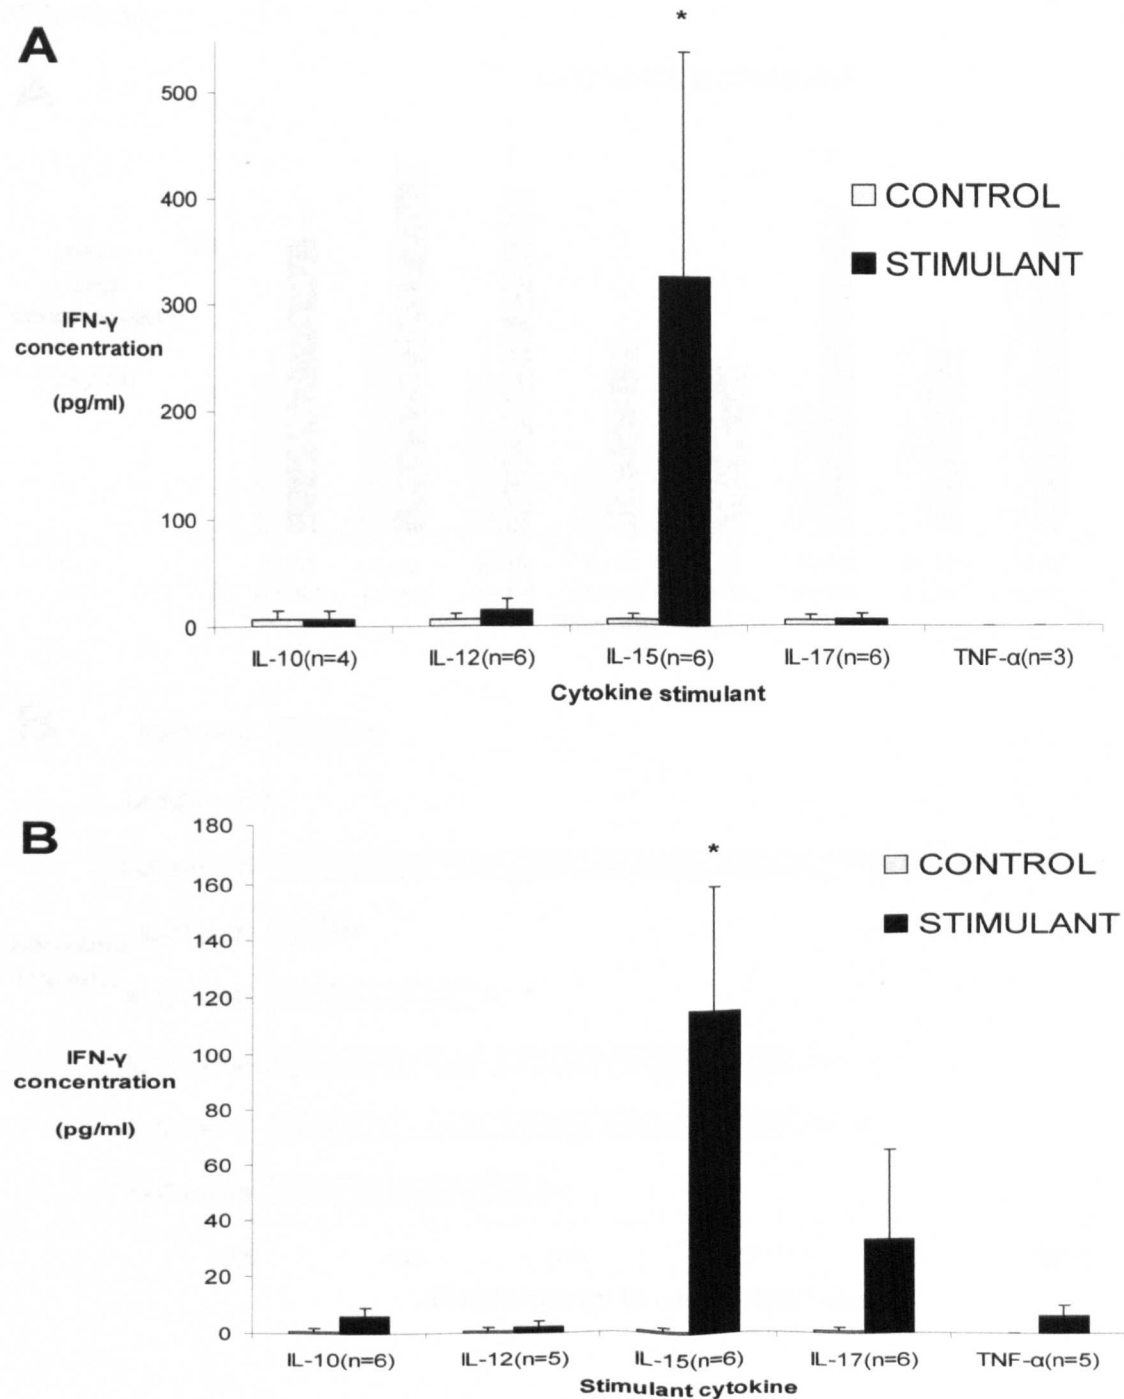 A
*
500
400
300
200
100
0
CONTROL
STIMULANT
IFN-γ
concentration
(pg/ml)
IL-10(n=4) IL-12(n=6) IL-15(n=6) IL-17(n=6) TNF-α(n=3)
Cytokine stimulant
B
*
180
160
140
120
100
80
60
40
20
0
CONTROL
STIMULANT
IFN-γ
concentration
(pg/ml)
IL-10(n=6) IL-12(n=5) IL-15(n=6) IL-17(n=6) TNF-α(n=5)
Stimulant cytokine